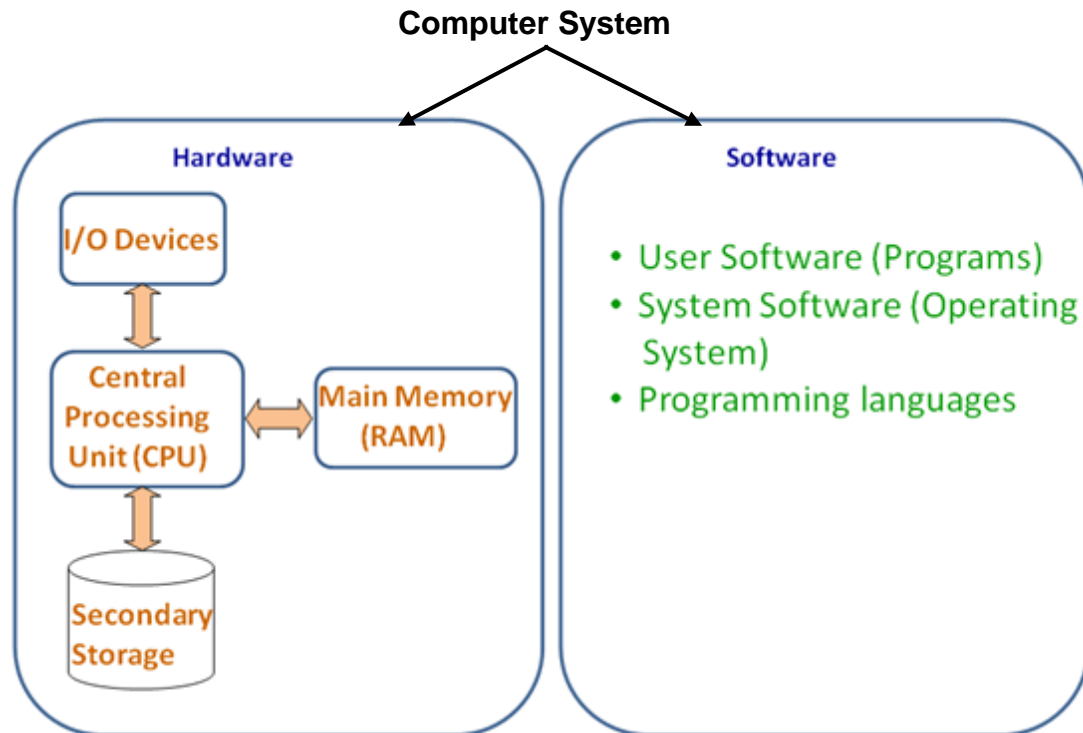 Computer System
Hardware
I/O Devices
Central
Processing
Unit (CPU)
Main Memory
(RAM)
Secondary
Storage
Software
• User Software (Programs)
• System Software (Operating
System)
• Programming languages